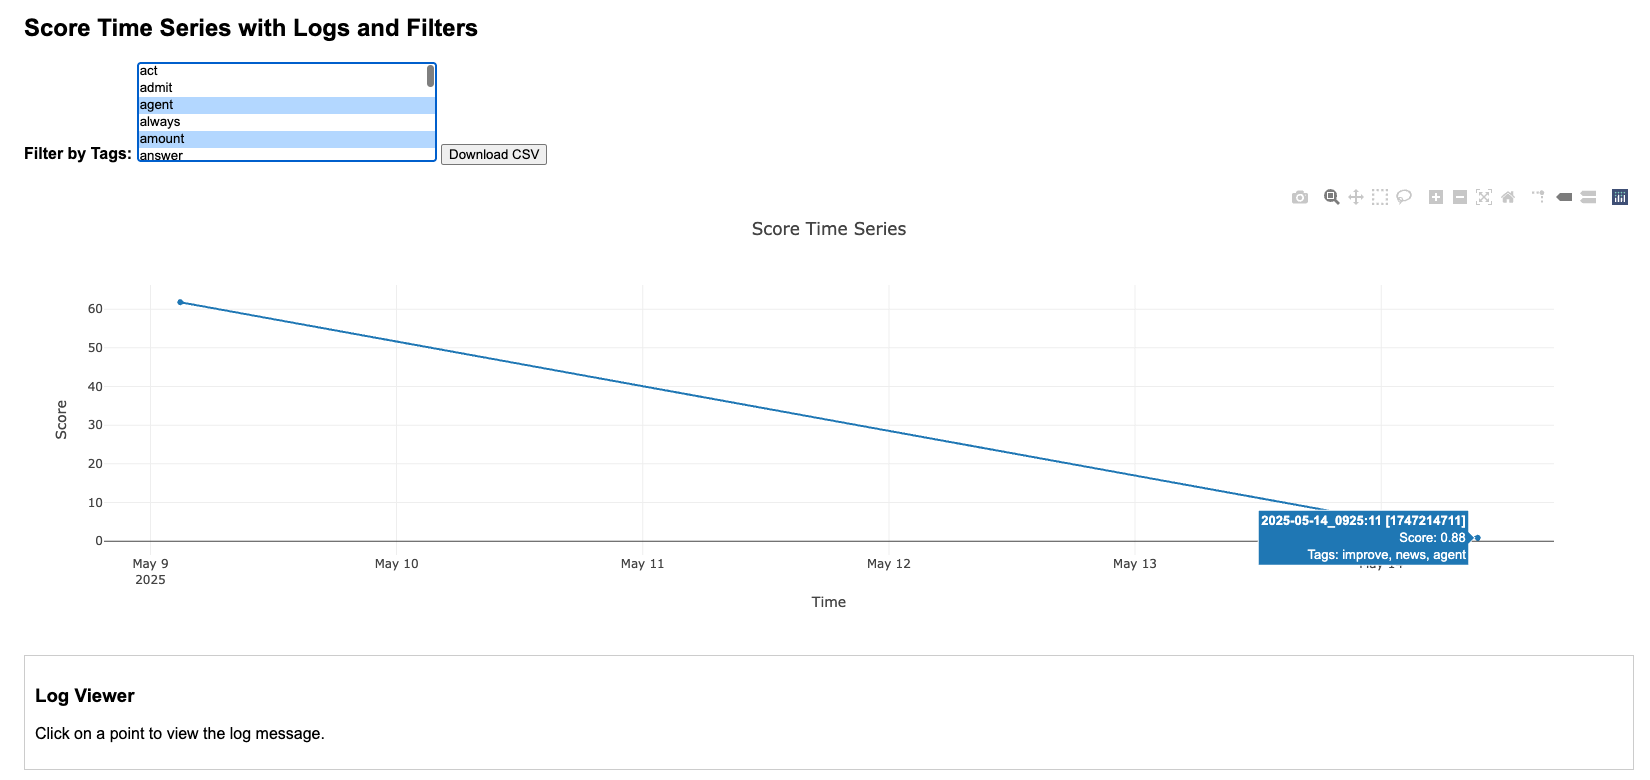 Score Time Series with Logs and Filters
act
admit
agent
always
amount
answer
Filter by Tags:
Download CSV
Score Time Series
60
50
40
30
20
10
0
Score
2025-05-14_0925:11 [1747214711]
Score: 0.88
Tags: improve, news, agent
May 9
2025
May 10
May 11
May 12
May 13
Time
Log Viewer
Click on a point to view the log message.